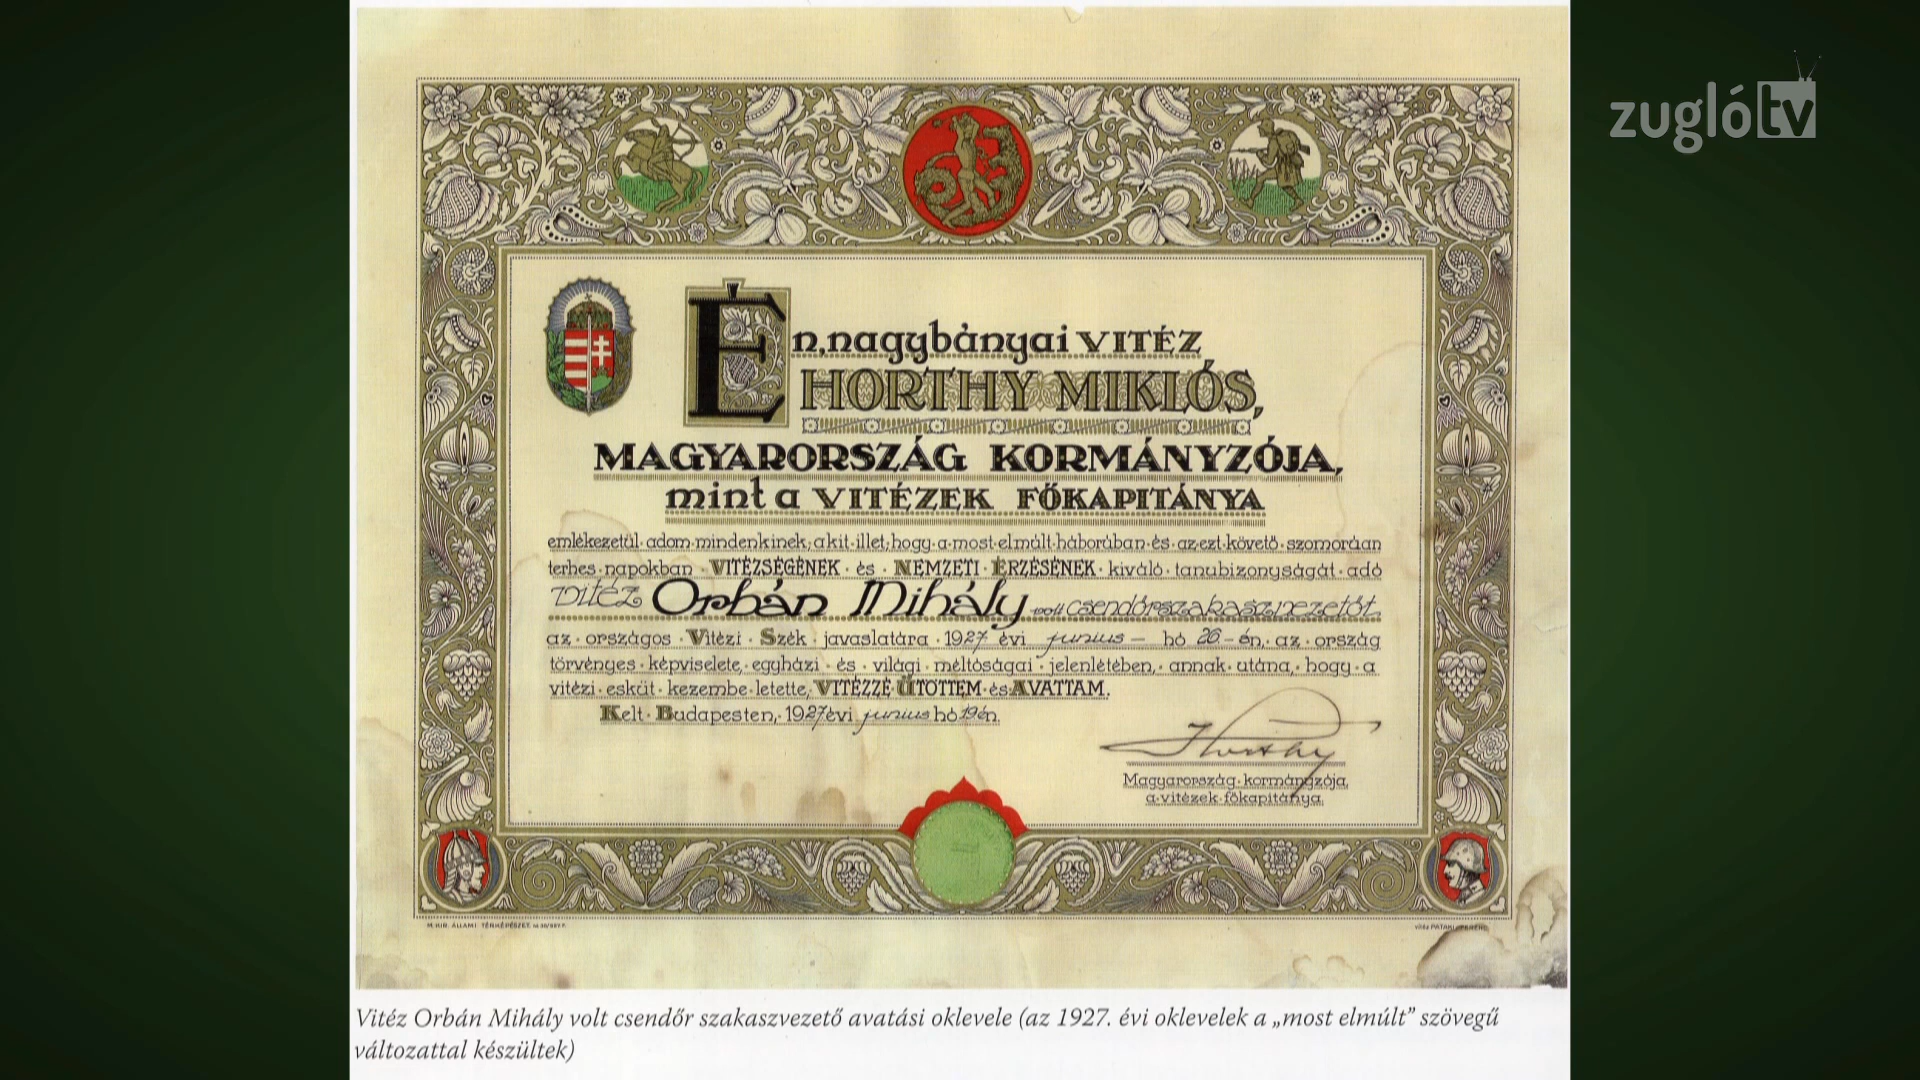 zuglótv
Én, nagybányai VITÉZ
HORTHY MIKLÓS,
MAGYARORSZÁG KORMÁNYZÓJA,
mint a VITÉZEK FŐKAPITÁNYA
emlékezetül·adom·mindenkinek, akit·illet, hogy·a·most·elmúlt·háborúban·és·az·ezt·követő·szomorúan
terhes·napokban·VITÉZSÉGÉNEK·és·NEMZETI·ÉRZÉSÉNEK·kiváló·tanubizonyságát·adó
vitéz Orbán Mihály volt csendőrszakaszvezetőt
az·országos·Vitézi·Szék·javaslatára·1927·évi junius — hó 26-án, az·ország
törvényes·képviselete, egyházi·és·világi·méltóságai·jelenlétében, annak·utána, hogy·a
vitézi·esküt·kezembe·letette, VITÉZZÉ ÜTÖTTEM·és AVATTAM.
Kelt·Budapesten, 1927 évi junius hó 19én.
Horthy
Magyarország·kormányzója,
a·vitézek·főkapitánya.
M. KIR. ÁLLAMI TÉRKÉPÉSZET.
Vitéz Orbán Mihály volt csendőr szakaszvezető avatási oklevele (az 1927. évi oklevelek a „most elmúlt” szövegű
változattal készültek)